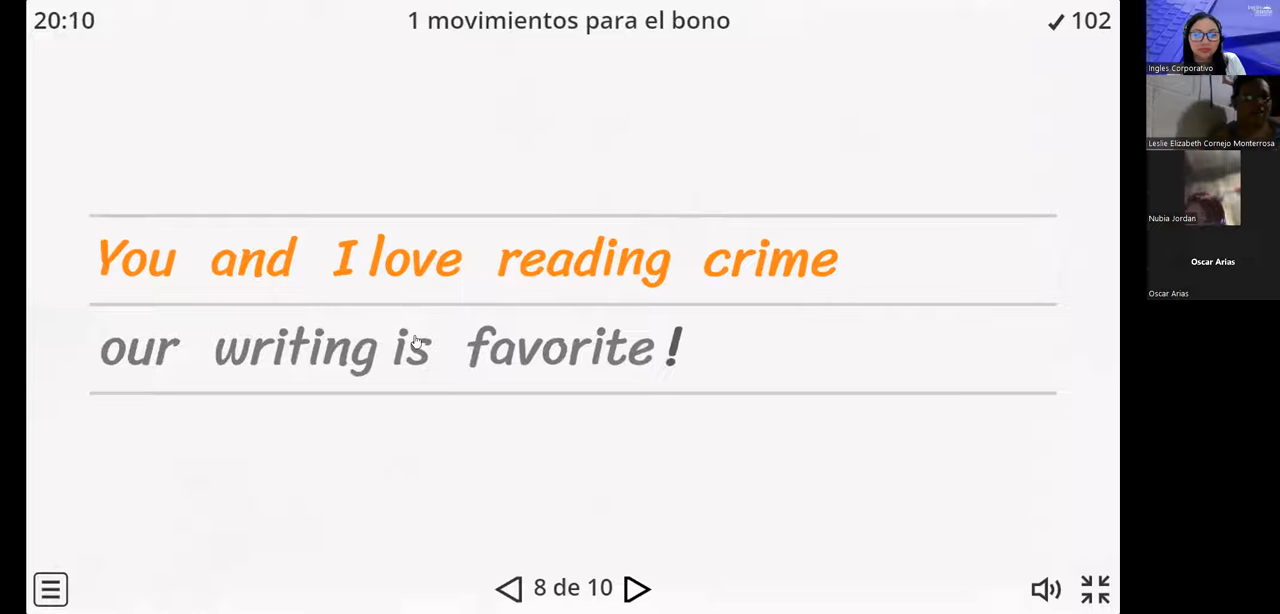 20:10 1 movimientos para el bono ✓ 102
You and I love reading crime
our writing is favorite !
8 de 10
Ingles Corporativo
Leslie Elizabeth Cornejo Monterrosa
Nubia Jordan
Oscar Arias
Oscar Arias